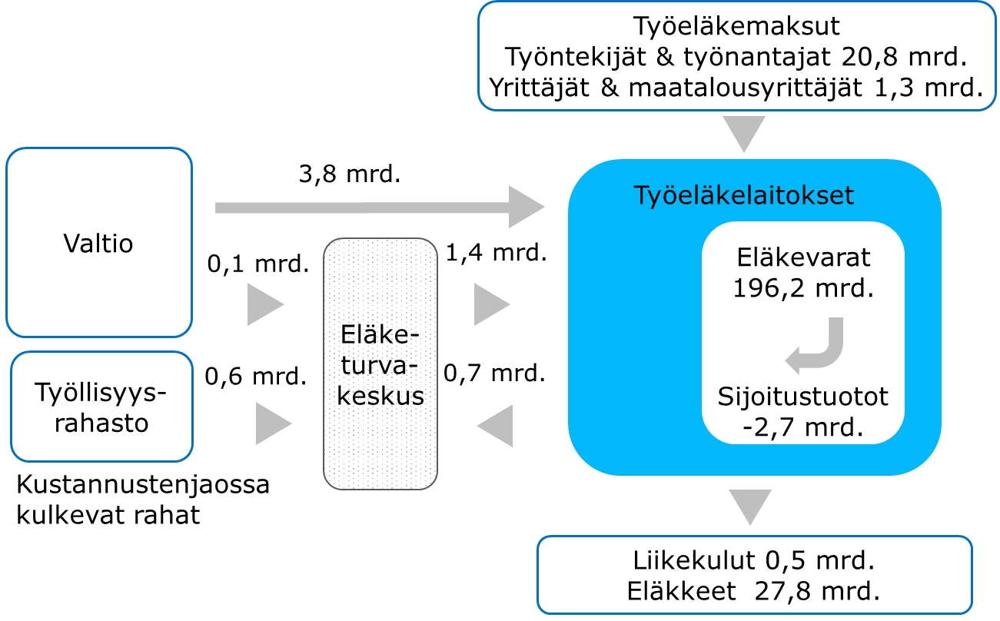 Työeläkemaksut
Työntekijät & työnantajat 20,8 mrd.
Yrittäjät & maatalousyrittäjät 1,3 mrd.
3,8 mrd.
Valtio
0,1 mrd.
1,4 mrd.
Työeläkelaitokset
Eläkevarat
196,2 mrd.
Sijoitustuotot
-2,7 mrd.
Eläke-
turva-
keskus
Työllisyys-
rahasto
0,6 mrd.
0,7 mrd.
Kustannustenjaossa
kulkevat rahat
Liikekulut 0,5 mrd.
Eläkkeet  27,8 mrd.